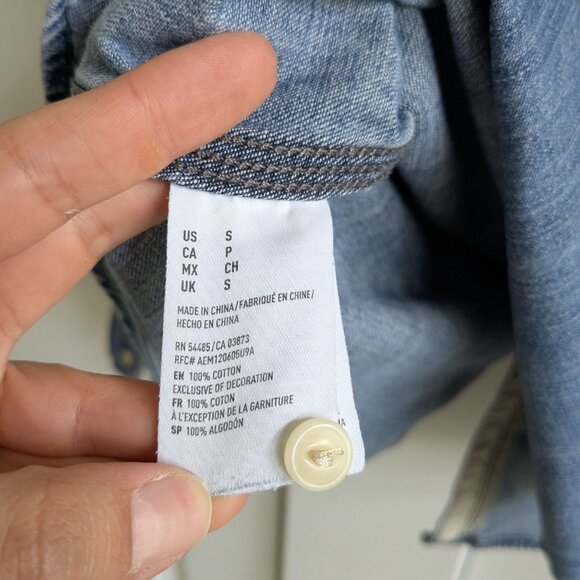 US S
CA P
MX CH
UK S
MADE IN CHINA/FABRIQUÉ EN CHINE/
HECHO EN CHINA
RN 54485/CA 03873
RFC# AEM120605U9A
EN 100% COTTON
EXCLUSIVE OF DECORATION
FR 100% COTON
À L'EXCEPTION DE LA GARNITURE
SP 100% ALGODÓN